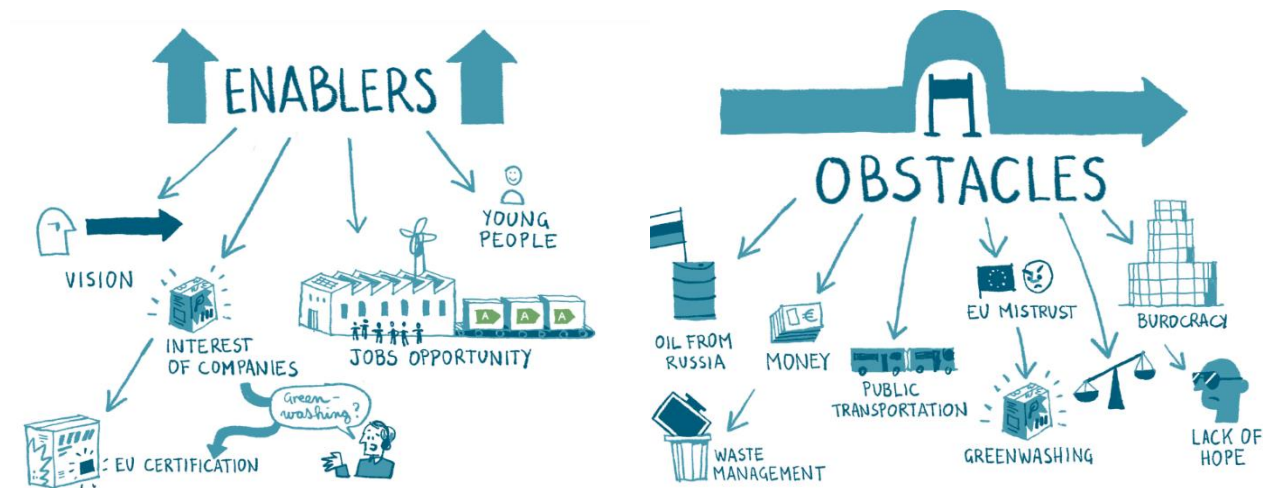 ENABLERS
VISION
INTEREST
OF COMPANIES
EU CERTIFICATION
Green-
washing?
JOBS OPPORTUNITY
A A A
YOUNG
PEOPLE
OBSTACLES
OIL FROM
RUSSIA
MONEY
€
WASTE
MANAGEMENT
PUBLIC
TRANSPORTATION
EU MISTRUST
GREENWASHING
BUROCRACY
LACK OF
HOPE